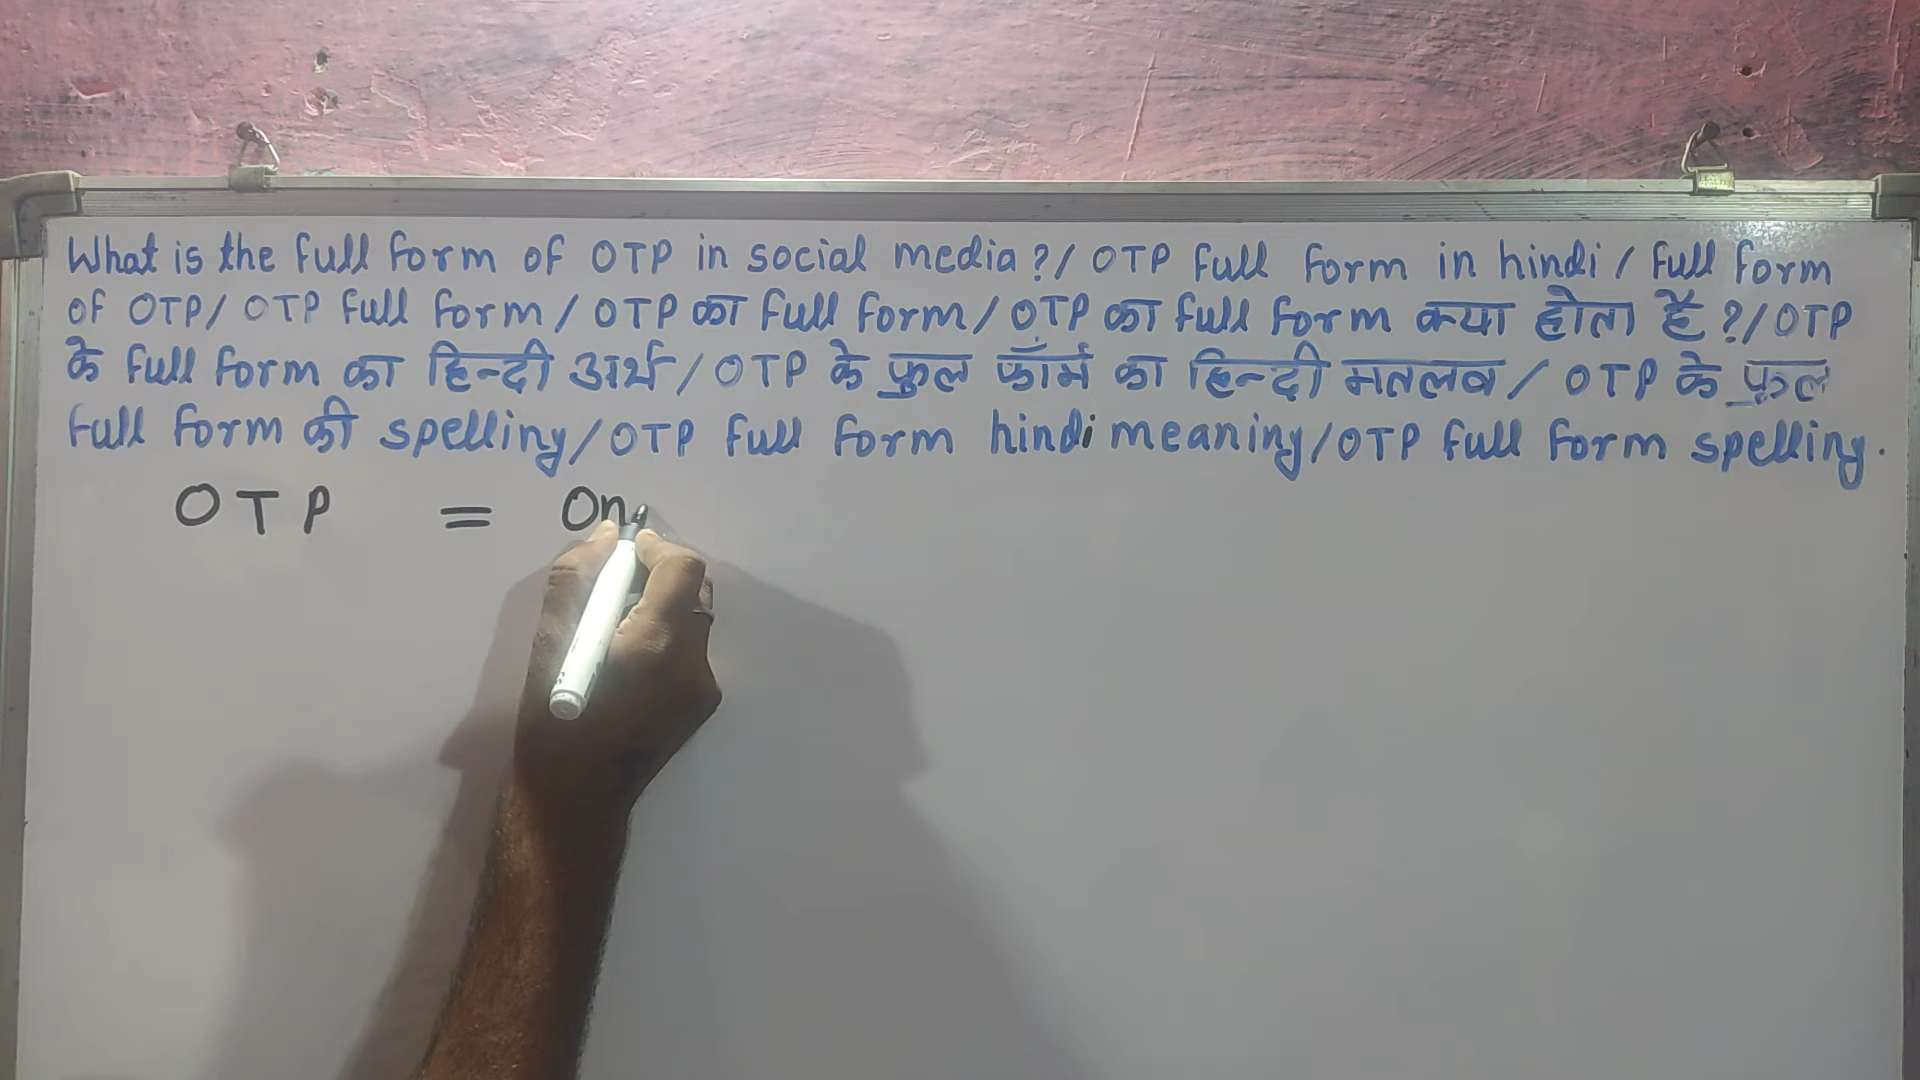 What is the full form of OTP in social media?/ OTP full form in hindi / full form
of OTP/ OTP full form / OTP का full form / OTP का full form क्या होता है ?/ OTP
के full form का हिन्दी अर्थ / OTP के फुल फॉर्म का हिन्दी मतलब / OTP के फुल
full form की spelling/ OTP full form hindi meaning/ OTP full form spelling.
OTP = On